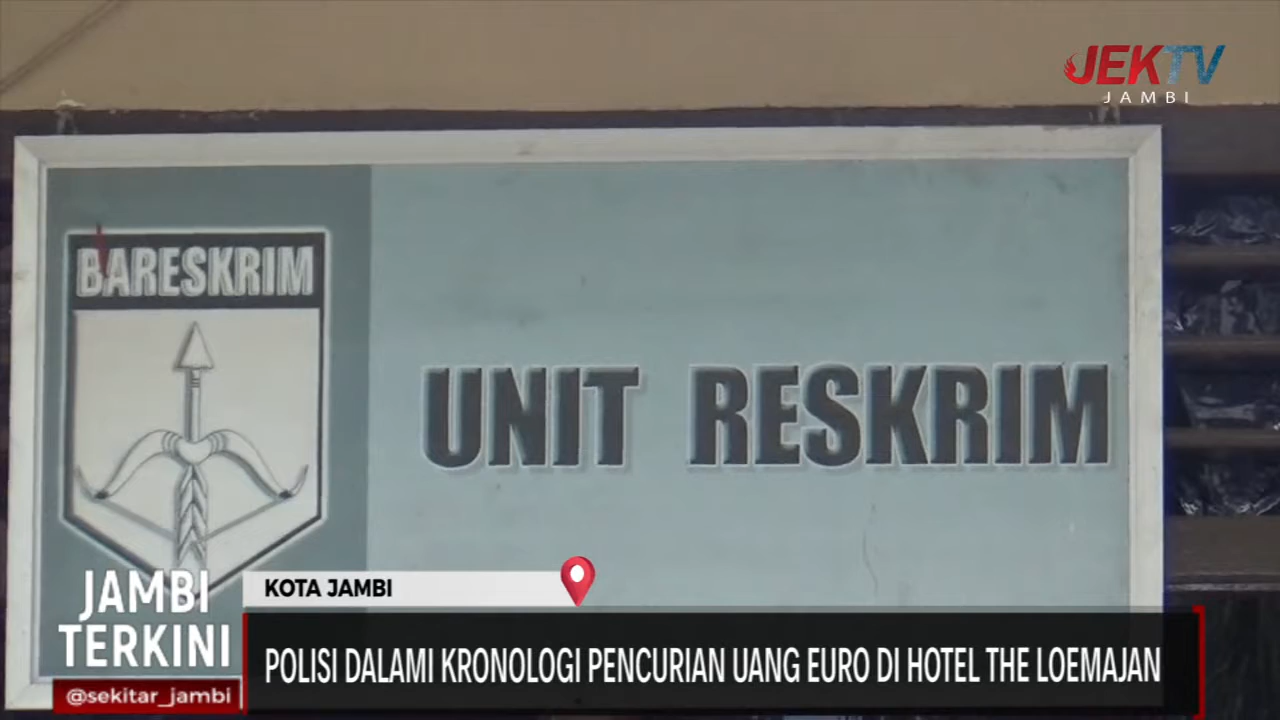 JEKTV
JAMBI
BARESKRIM
UNIT RESKRIM
JAMBI
TERKINI
@sekitar_jambi
KOTA JAMBI
POLISI DALAMI KRONOLOGI PENCURIAN UANG EURO DI HOTEL THE LOEMAJAN